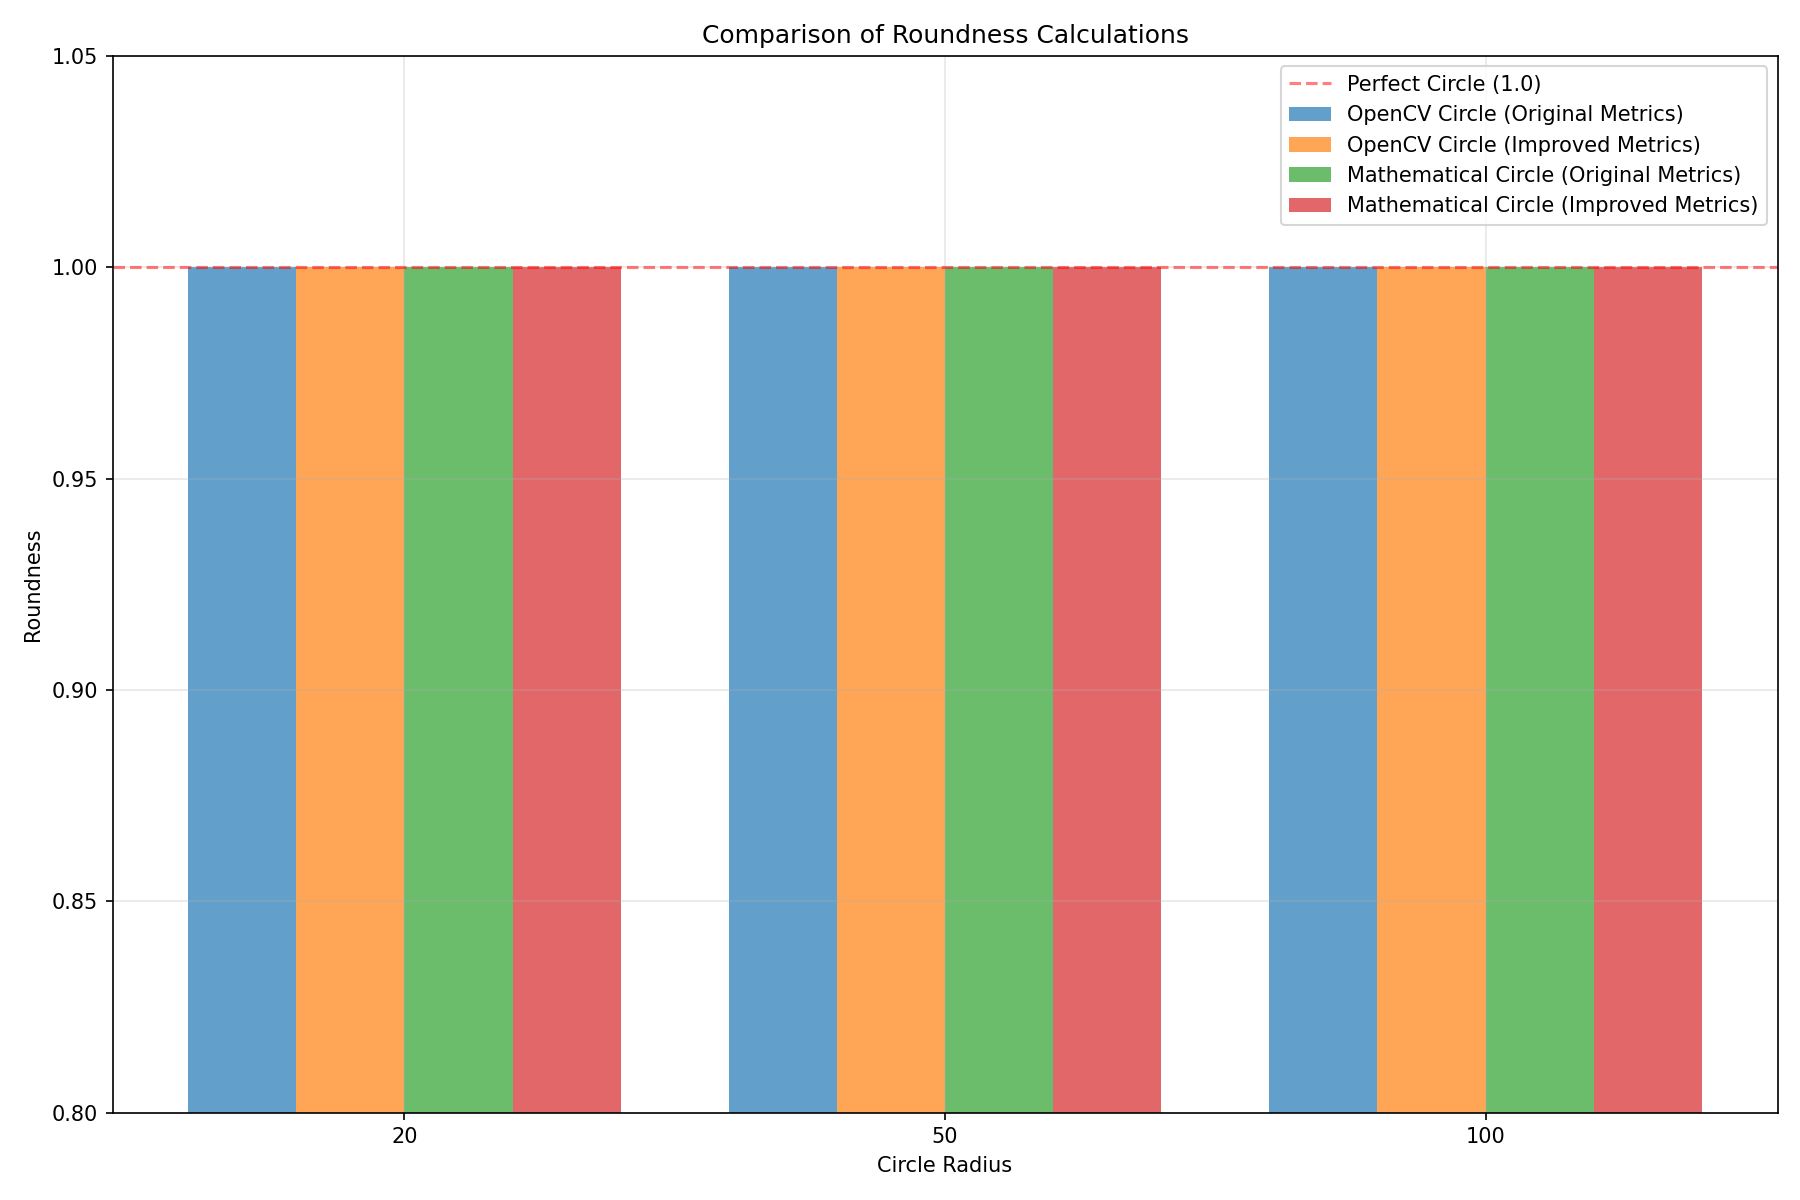 Comparison of Roundness Calculations
1.05
1.00
0.95
0.90
0.85
0.80
Roundness
Perfect Circle (1.0)
OpenCV Circle (Original Metrics)
OpenCV Circle (Improved Metrics)
Mathematical Circle (Original Metrics)
Mathematical Circle (Improved Metrics)
20 50 100
Circle Radius